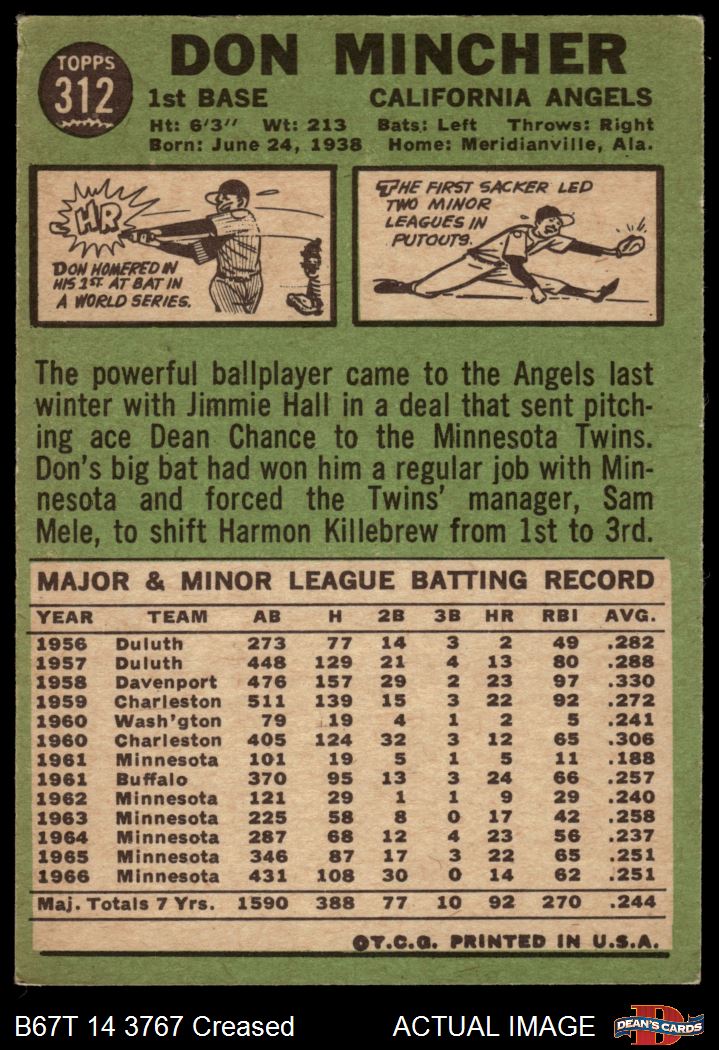 TOPPS
312
DON MINCHER
1st BASE CALIFORNIA ANGELS
Ht: 6'3" Wt: 213 Bats: Left Throws: Right
Born: June 24, 1938 Home: Meridianville, Ala.
HR
DON HOMERED IN
HIS 1ST. AT BAT IN
A WORLD SERIES.
THE FIRST SACKER LED
TWO MINOR
LEAGUES IN
PUTOUTS.
The powerful ballplayer came to the Angels last
winter with Jimmie Hall in a deal that sent pitch-
ing ace Dean Chance to the Minnesota Twins.
Don's big bat had won him a regular job with Min-
nesota and forced the Twins' manager, Sam
Mele, to shift Harmon Killebrew from 1st to 3rd.
MAJOR & MINOR LEAGUE BATTING RECORD
YEAR TEAM AB H 2B 3B HR RBI AVG.
1956 Duluth 273 77 14 3 2 49 .282
1957 Duluth 448 129 21 4 13 80 .288
1958 Davenport 476 157 29 2 23 97 .330
1959 Charleston 511 139 15 3 22 92 .272
1960 Wash'gton 79 19 4 1 2 5 .241
1960 Charleston 405 124 32 3 12 65 .306
1961 Minnesota 101 19 5 1 5 11 .188
1961 Buffalo 370 95 13 3 24 66 .257
1962 Minnesota 121 29 1 1 9 29 .240
1963 Minnesota 225 58 8 0 17 42 .258
1964 Minnesota 287 68 12 4 23 56 .237
1965 Minnesota 346 87 17 3 22 65 .251
1966 Minnesota 431 108 30 0 14 62 .251
Maj. Totals 7 Yrs. 1590 388 77 10 92 270 .244
©T.C.G. PRINTED IN U.S.A.
B67T 14 3767 Creased ACTUAL IMAGE
D
DEAN'S CARDS